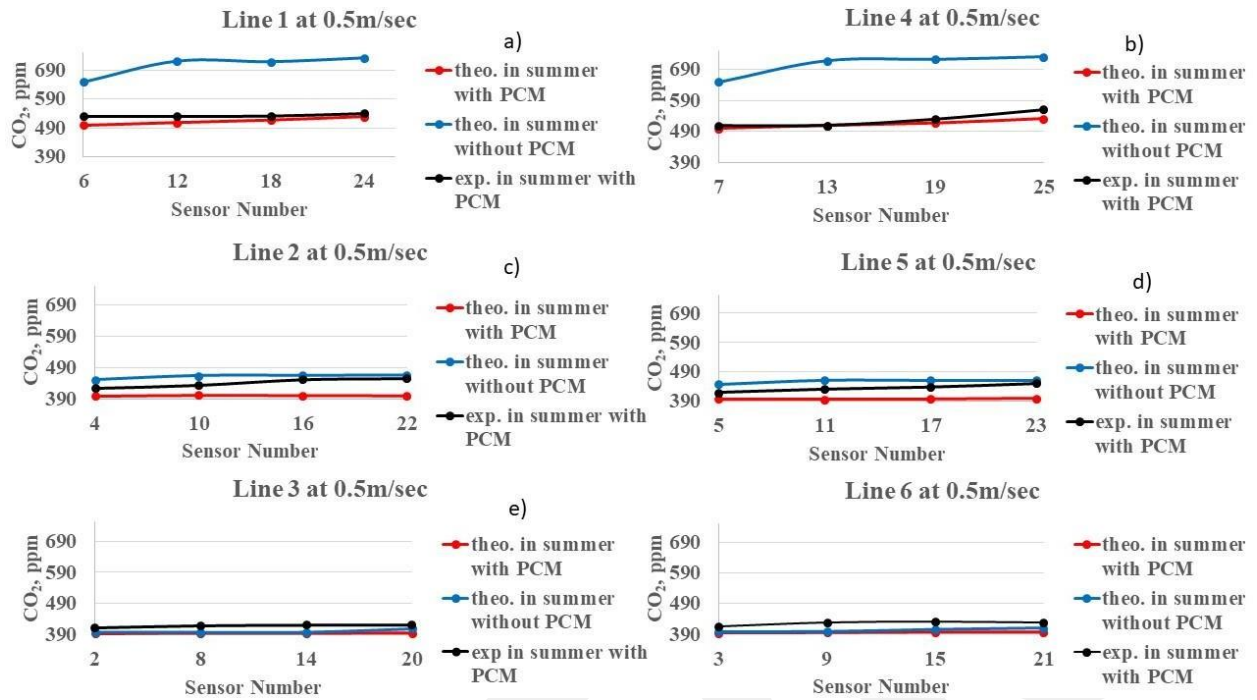 Line 1 at 0.5m/sec
a)
CO₂, ppm
690
590
490
390
6 12 18 24
Sensor Number
theo. in summer
with PCM
theo. in summer
without PCM
exp. in summer with
PCM
Line 4 at 0.5m/sec
b)
CO₂, ppm
690
590
490
390
7 13 19 25
Sensor Number
theo. in summer
with PCM
theo. in summer
without PCM
exp. in summer
with PCM
Line 2 at 0.5m/sec
c)
CO₂, ppm
690
590
490
390
4 10 16 22
Sensor Number
theo. in summer
with PCM
theo. in summer
without PCM
exp. in summer with
PCM
Line 5 at 0.5m/sec
d)
CO₂, ppm
690
590
490
390
5 11 17 23
Sensor Number
theo. in summer
with PCM
theo. in summer
without PCM
exp. in summer
with PCM
Line 3 at 0.5m/sec
e)
CO₂, ppm
690
590
490
390
2 8 14 20
Sensor Number
theo. in summer
with PCM
theo. in summer
without PCM
exp in summer with
PCM
Line 6 at 0.5m/sec
CO₂, ppm
690
590
490
390
3 9 15 21
Sensor Number
theo. in summer
with PCM
theo. in summer
without PCM
exp. in summer
with PCM